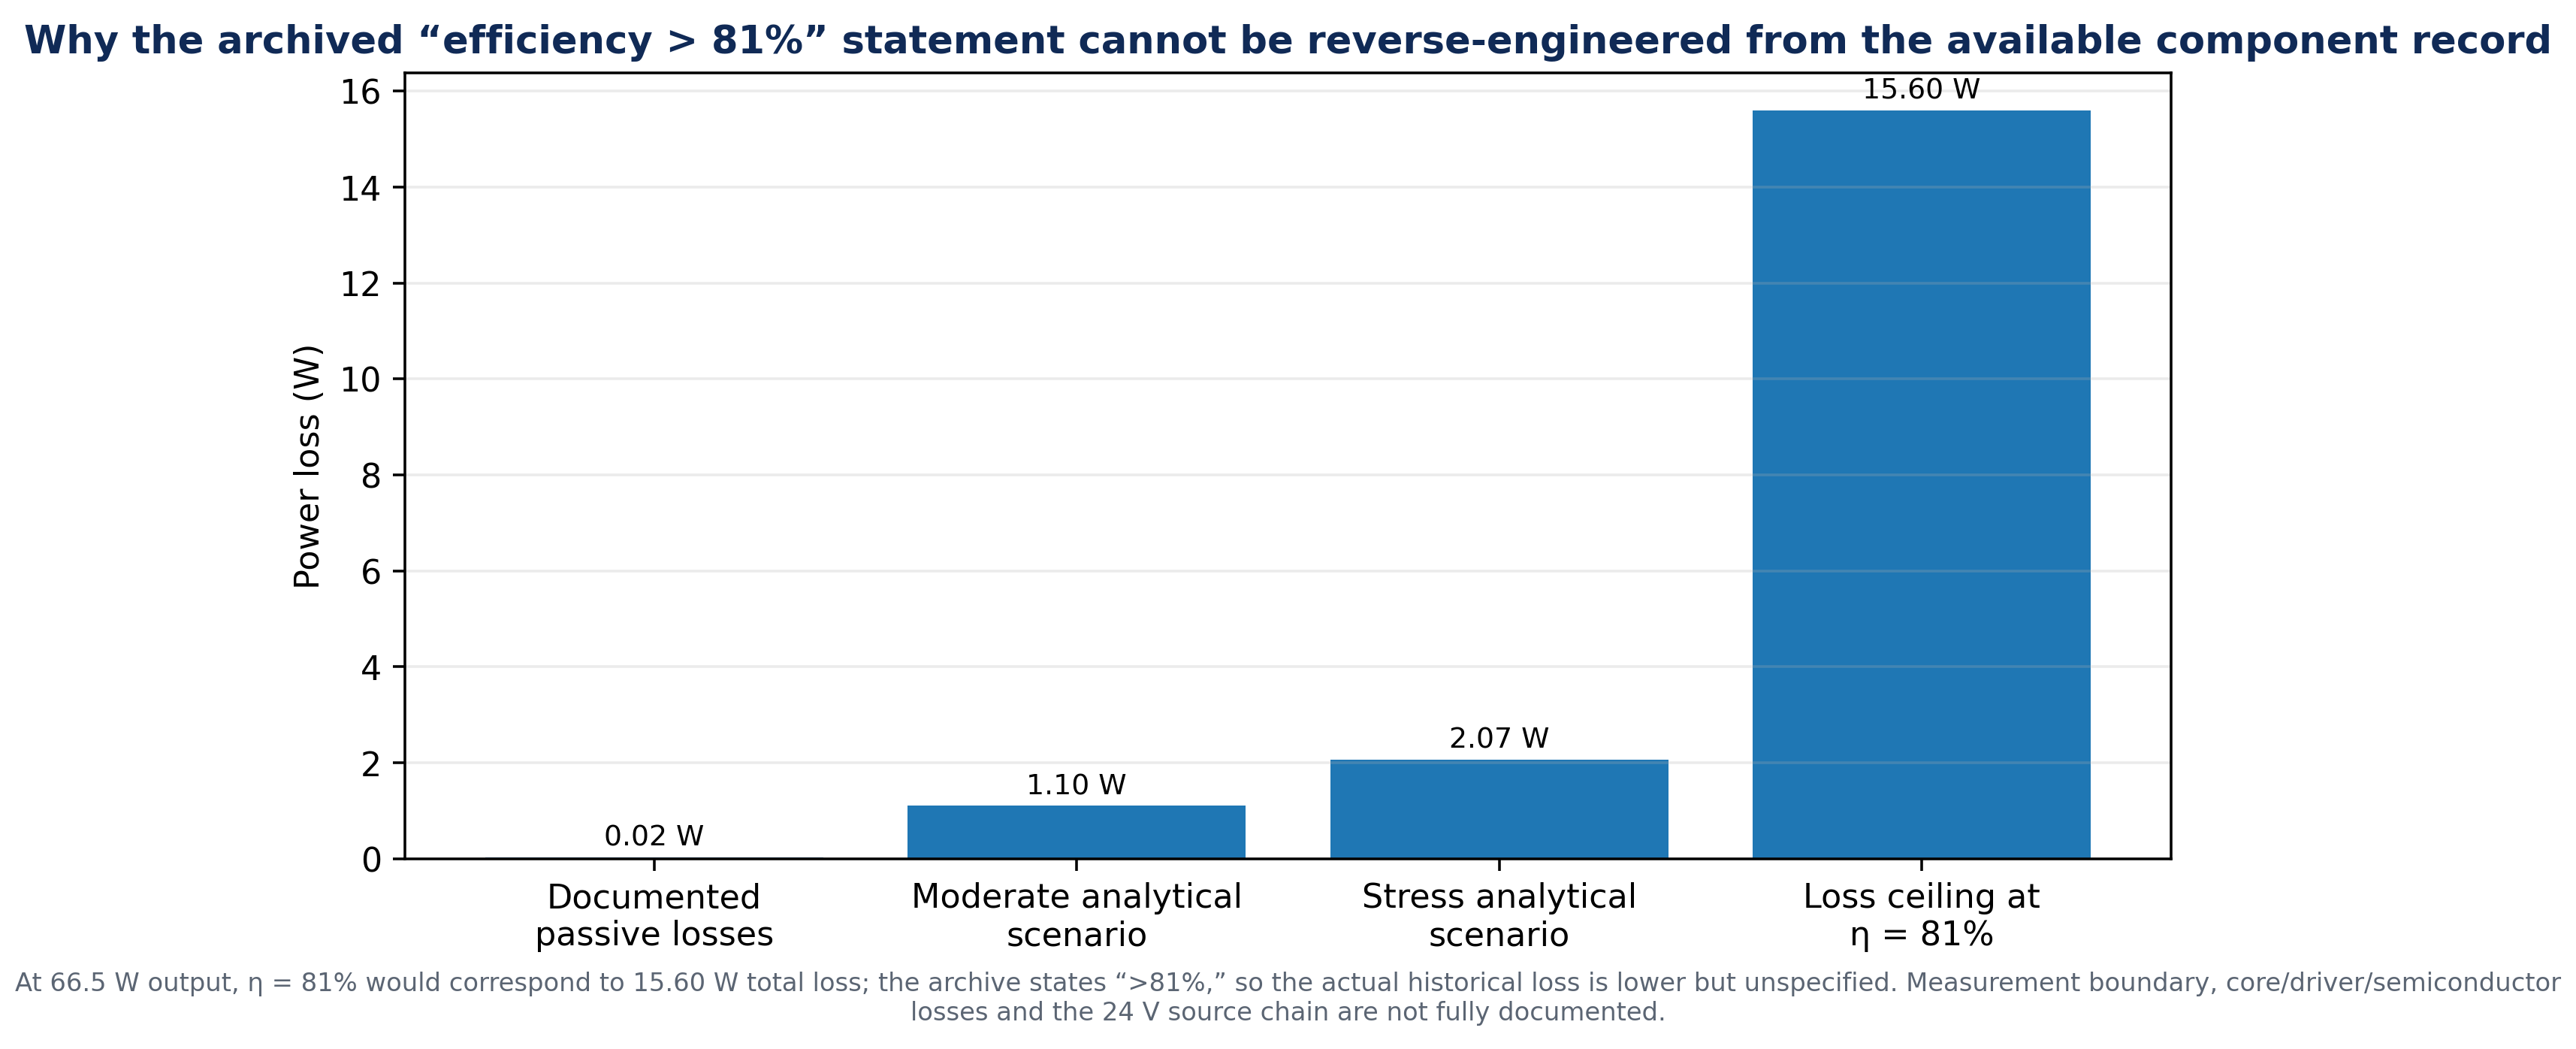 Why the archived “efficiency > 81%” statement cannot be reverse-engineered from the available component record
Power loss (W)
16
14
12
10
8
6
4
2
0
0.02 W
1.10 W
2.07 W
15.60 W
Documented
passive losses
Moderate analytical
scenario
Stress analytical
scenario
Loss ceiling at
η = 81%
At 66.5 W output, η = 81% would correspond to 15.60 W total loss; the archive states “>81%,” so the actual historical loss is lower but unspecified. Measurement boundary, core/driver/semiconductor
losses and the 24 V source chain are not fully documented.